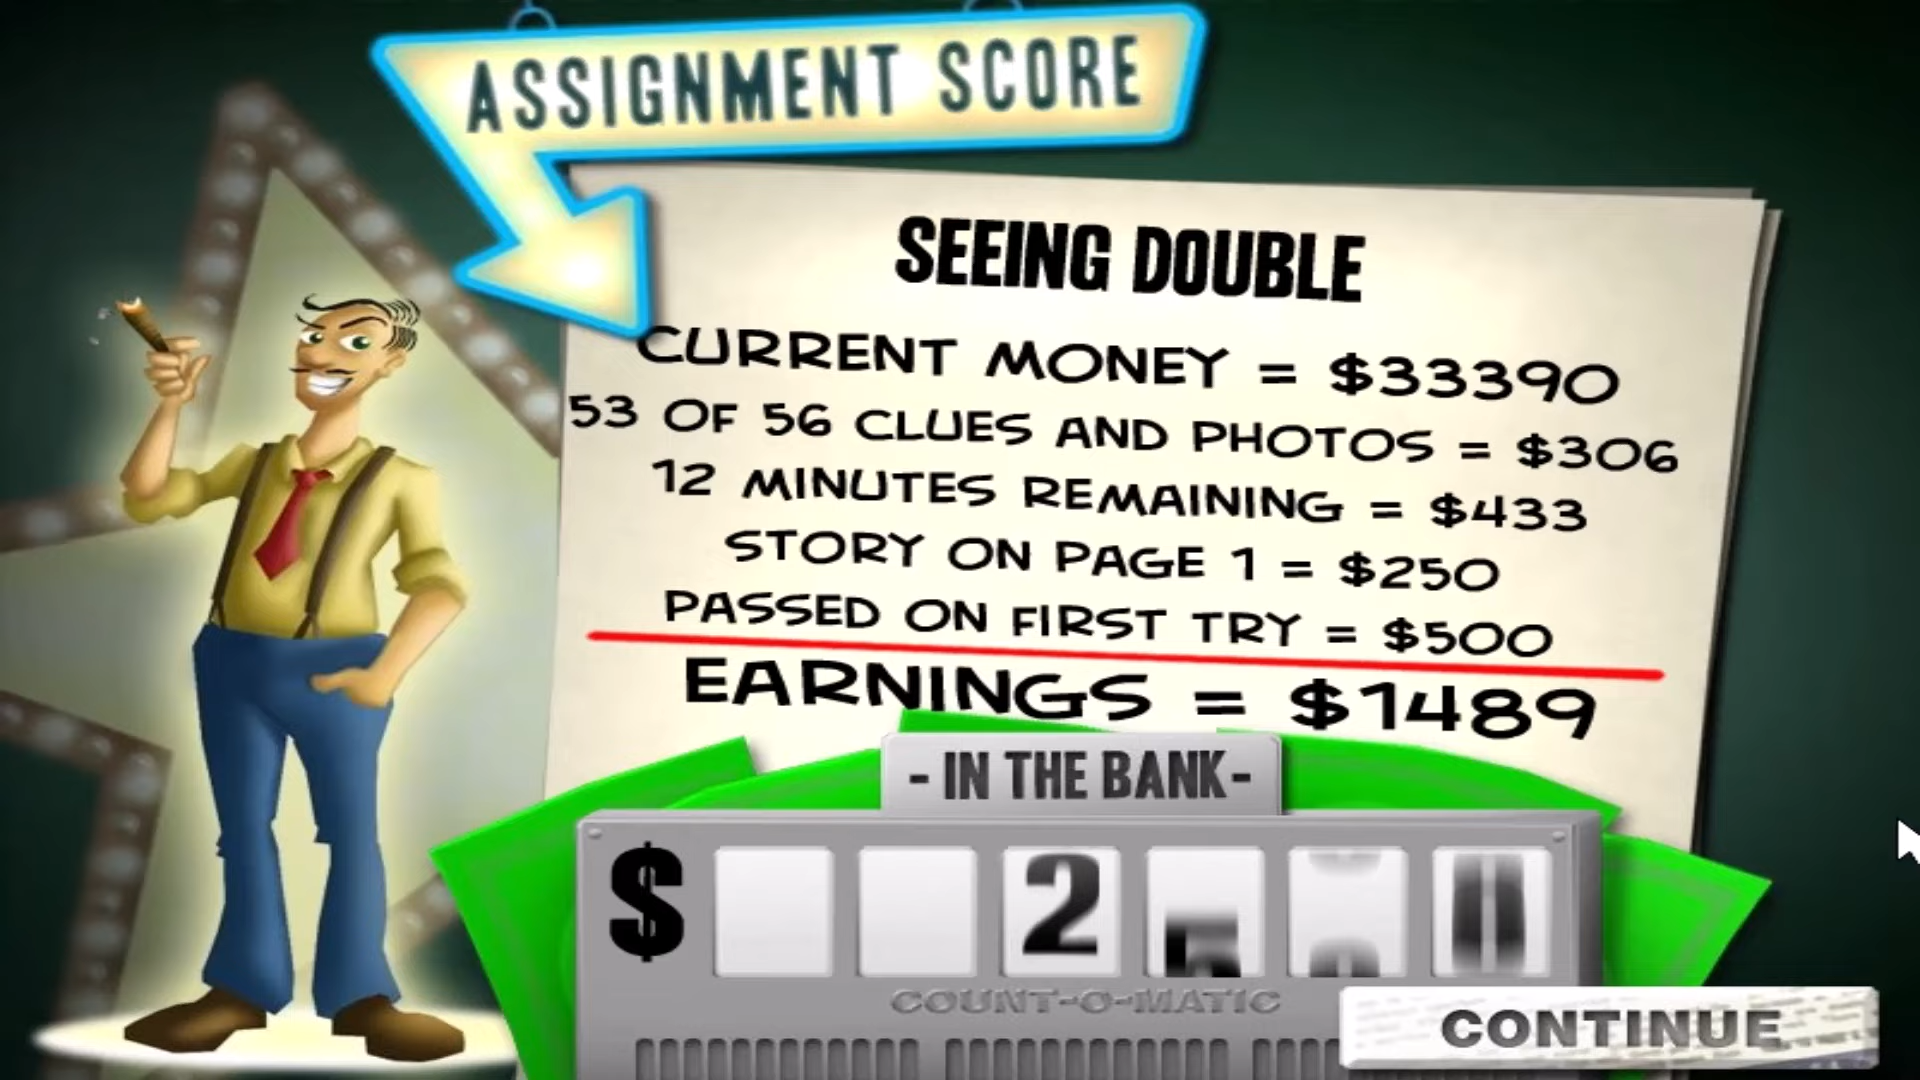 ASSIGNMENT SCORE
SEEING DOUBLE
CURRENT MONEY = $33390
53 OF 56 CLUES AND PHOTOS = $306
12 MINUTES REMAINING = $433
STORY ON PAGE 1 = $250
PASSED ON FIRST TRY = $500
EARNINGS = $1489
- IN THE BANK -
$ 2
COUNT-O-MATIC
CONTINUE